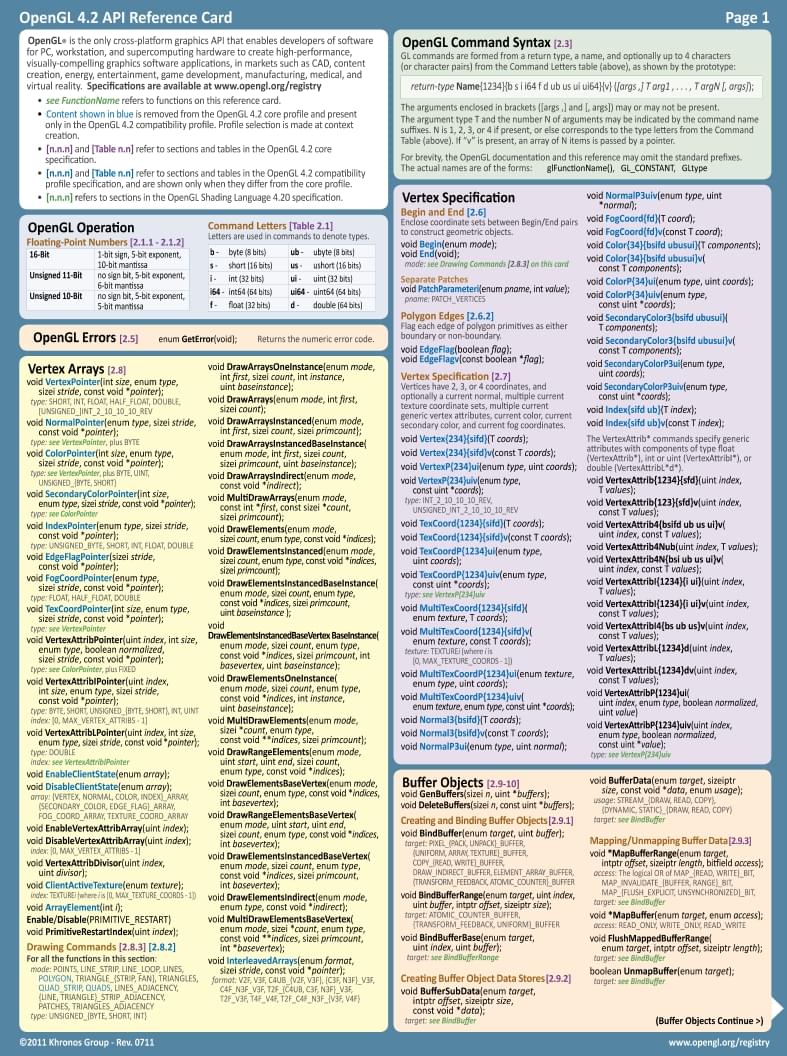 OpenGL 4.2 API Reference Card
Page 1
OpenGL® is the only cross-platform graphics API that enables developers of software
for PC, workstation, and supercomputing hardware to create high-performance,
visually-compelling graphics software applications, in markets such as CAD, content
creation, energy, entertainment, game development, manufacturing, medical, and
virtual reality. Specifications are available at www.opengl.org/registry
• see FunctionName refers to functions on this reference card.
• Content shown in blue is removed from the OpenGL 4.2 core profile and present
only in the OpenGL 4.2 compatibility profile. Profile selection is made at context
creation.
• [n.n.n] and [Table n.n] refer to sections and tables in the OpenGL 4.2 core
specification.
• [n.n.n] and [Table n.n] refer to sections and tables in the OpenGL 4.2 compatibility
profile specification, and are shown only when they differ from the core profile.
• [n.n.n] refers to sections in the OpenGL Shading Language 4.20 specification.
OpenGL Operation
Floating-Point Numbers [2.1.1 - 2.1.2]
16-Bit 1-bit sign, 5-bit exponent,
10-bit mantissa
Unsigned 11-Bit no sign bit, 5-bit exponent,
6-bit mantissa
Unsigned 10-Bit no sign bit, 5-bit exponent,
5-bit mantissa
Command Letters [Table 2.1]
Letters are used in commands to denote types.
b - byte (8 bits) ub - ubyte (8 bits)
s - short (16 bits) us - ushort (16 bits)
i - int (32 bits) ui - uint (32 bits)
i64 - int64 (64 bits) ui64 - uint64 (64 bits)
f - float (32 bits) d - double (64 bits)
OpenGL Errors [2.5] enum GetError(void); Returns the numeric error code.
Vertex Arrays [2.8]
void VertexPointer(int size, enum type,
sizei stride, const void *pointer);
type: SHORT, INT, FLOAT, HALF_FLOAT, DOUBLE,
[UNSIGNED_]INT_2_10_10_10_REV
void NormalPointer(enum type, sizei stride,
const void *pointer);
type: see VertexPointer, plus BYTE
void ColorPointer(int size, enum type,
sizei stride, const void *pointer);
type: see VertexPointer, plus BYTE, UINT,
UNSIGNED_{BYTE, SHORT}
void SecondaryColorPointer(int size,
enum type, sizei stride, const void *pointer);
type: see ColorPointer
void IndexPointer(enum type, sizei stride,
const void *pointer);
type: UNSIGNED_BYTE, SHORT, INT, FLOAT, DOUBLE
void EdgeFlagPointer(sizei stride,
const void *pointer);
void FogCoordPointer(enum type,
sizei stride, const void *pointer);
type: FLOAT, HALF_FLOAT, DOUBLE
void TexCoordPointer(int size, enum type,
sizei stride, const void *pointer);
type: see VertexPointer
void VertexAttribPointer(uint index, int size,
enum type, boolean normalized,
sizei stride, const void *pointer);
type: see ColorPointer, plus FIXED
void VertexAttribIPointer(uint index,
int size, enum type, sizei stride,
const void *pointer);
type: BYTE, SHORT, UNSIGNED_{BYTE, SHORT}, INT, UINT
index: [0, MAX_VERTEX_ATTRIBS - 1]
void VertexAttribLPointer(uint index, int size,
enum type, sizei stride, const void *pointer);
type: DOUBLE
index: see VertexAttribIPointer
void EnableClientState(enum array);
void DisableClientState(enum array);
array: {VERTEX, NORMAL, COLOR, INDEX}_ARRAY,
{SECONDARY_COLOR, EDGE_FLAG}_ARRAY,
FOG_COORD_ARRAY, TEXTURE_COORD_ARRAY
void EnableVertexAttribArray(uint index);
void DisableVertexAttribArray(uint index);
index: [0, MAX_VERTEX_ATTRIBS - 1]
void VertexAttribDivisor(uint index,
uint divisor);
void ClientActiveTexture(enum texture);
index: TEXTUREi (where i is [0, MAX_TEXTURE_COORDS - 1])
void ArrayElement(int i);
Enable/Disable(PRIMITIVE_RESTART)
void PrimitiveRestartIndex(uint index);
Drawing Commands [2.8.3] [2.8.2]
For all the functions in this section:
mode: POINTS, LINE_STRIP, LINE_LOOP, LINES,
POLYGON, TRIANGLE_{STRIP, FAN}, TRIANGLES,
QUAD_STRIP, QUADS, LINES_ADJACENCY,
{LINE, TRIANGLE}_STRIP_ADJACENCY,
PATCHES, TRIANGLES_ADJACENCY
type: UNSIGNED_{BYTE, SHORT, INT}
void DrawArraysOneInstance(enum mode,
int first, sizei count, int instance,
uint baseinstance);
void DrawArrays(enum mode, int first,
sizei count);
void DrawArraysInstanced(enum mode,
int first, sizei count, sizei primcount);
void DrawArraysInstancedBaseInstance(
enum mode, int first, sizei count,
sizei primcount, uint baseinstance);
void DrawArraysIndirect(enum mode,
const void *indirect);
void MultiDrawArrays(enum mode,
const int *first, const sizei *count,
sizei primcount);
void DrawElements(enum mode,
sizei count, enum type, const void *indices);
void DrawElementsInstanced(enum mode,
sizei count, enum type,
const void *indices, sizei primcount);
void DrawElementsInstancedBaseInstance(
enum mode, sizei count, enum type,
const void *indices, sizei primcount,
uint baseinstance );
void
DrawElementsInstancedBaseVertex BaseInstance(
enum mode, sizei count, enum type,
const void *indices, sizei primcount, int
basevertex, uint baseinstance);
void DrawElementsOneInstance(
enum mode, sizei count, enum type,
const void *indices, int instance,
uint baseinstance);
void MultiDrawElements(enum mode,
sizei *count, enum type,
const void **indices, sizei primcount);
void DrawRangeElements(enum mode,
uint start, uint end, sizei count,
enum type, const void *indices);
void DrawElementsBaseVertex(enum mode,
sizei count, enum type, const void *indices,
int basevertex);
void DrawRangeElementsBaseVertex(
enum mode, uint start, uint end,
sizei count, enum type, const void *indices,
int basevertex);
void DrawElementsInstancedBaseVertex(
enum mode, sizei count, enum type,
const void *indices, sizei primcount,
int basevertex);
void DrawElementsIndirect(enum mode,
enum type, const void *indirect);
void MultiDrawElementsBaseVertex(
enum mode, sizei *count, enum type,
const void **indices, sizei primcount,
int *basevertex);
void InterleavedArrays(enum format,
sizei stride, const void *pointer);
format: V2F, V3F, C4UB_{V2F, V3F}, {C3F, N3F}_V3F,
C4F_N3F_V3F, T2F_{C4UB, C3F, N3F}_V3F,
T2F_V3F, T4F_V4F, T2F_C4F_N3F_{V3F, V4F}
OpenGL Command Syntax [2.3]
GL commands are formed from a return type, a name, and optionally up to 4 characters
(or character pairs) from the Command Letters table (above), as shown by the prototype:
return-type Name{1234}{b s i i64 f d ub us ui ui64}{v} ([args ,] T arg1 , . . . , T argN [, args]);
The arguments enclosed in brackets ([args ,] and [, args]) may or may not be present.
The argument type T and the number N of arguments may be indicated by the command name
suffixes. N is 1, 2, 3, or 4 if present, or else corresponds to the type letters from the Command
Table (above). If “v” is present, an array of N items is passed by a pointer.
For brevity, the OpenGL documentation and this reference may omit the standard prefixes.
The actual names are of the forms: glFunctionName(), GL_CONSTANT, GLtype
Vertex Specification
Begin and End [2.6]
Enclose coordinate sets between Begin/End pairs
to construct geometric objects.
void Begin(enum mode);
void End(void);
mode: see Drawing Commands [2.8.3] on this card
Separate Patches
void PatchParameteri(enum pname, int value);
pname: PATCH_VERTICES
Polygon Edges [2.6.2]
Flag each edge of polygon primitives as either
boundary or non-boundary.
void EdgeFlag(boolean flag);
void EdgeFlagv(const boolean *flag);
Vertex Specification [2.7]
Vertices have 2, 3, or 4 coordinates, and
optionally a current normal, multiple current
texture coordinate sets, multiple current
generic vertex attributes, current color, current
secondary color, and current fog coordinates.
void Vertex{234}{sifd}(T coords);
void Vertex{234}{sifd}v(const T coords);
void VertexP{234}ui(enum type, uint coords);
void VertexP{234}uiv(enum type,
const uint *coords);
type: INT_2_10_10_10_REV,
UNSIGNED_INT_2_10_10_10_REV
void TexCoord{1234}{sifd}(T coords);
void TexCoord{1234}{sifd}v(const T coords);
void TexCoordP{1234}ui(enum type,
uint coords);
void TexCoordP{1234}uiv(enum type,
const uint *coords);
type: see VertexP{234}uiv
void MultiTexCoord{1234}{sifd}(
enum texture, T coords);
void MultiTexCoord{1234}{sifd}v(
enum texture, const T coords);
texture: TEXTUREi (where i is
[0, MAX_TEXTURE_COORDS - 1])
void MultiTexCoordP{1234}ui(enum texture,
enum type, uint coords);
void MultiTexCoordP{1234}uiv(
enum texture, enum type, const uint *coords);
void Normal3{bsifd}(T coords);
void Normal3{bsifd}v(const T coords);
void NormalP3ui(enum type, uint normal);
void NormalP3uiv(enum type, uint
*normal);
void FogCoord{fd}(T coord);
void FogCoord{fd}v(const T coord);
void Color{34}{bsifd ubusui}(T components);
void Color{34}{bsifd ubusui}v(
const T components);
void ColorP{34}ui(enum type, uint coords);
void ColorP{34}uiv(enum type,
const uint *coords);
void SecondaryColor3{bsifd ubusui}(
T components);
void SecondaryColor3{bsifd ubusui}v(
const T components);
void SecondaryColorP3ui(enum type,
uint coords);
void SecondaryColorP3uiv(enum type,
const uint *coords);
void Index{sifd ub}(T index);
void Index{sifd ub}v(const T index);
The VertexAttrib* commands specify generic
attributes with components of type float
(VertexAttrib*), int or uint (VertexAttribI*), or
double (VertexAttribL*d*).
void VertexAttrib{1234}{sfd}(uint index,
T values);
void VertexAttrib{123}{sfd}v(uint index,
const T values);
void VertexAttrib4{bsifd ub us ui}v(
uint index, const T values);
void VertexAttrib4Nub(uint index, T values);
void VertexAttrib4N{bsi ub us ui}v(
uint index, const T values);
void VertexAttribI{1234}{i ui}(uint index,
T values);
void VertexAttribI{1234}{i ui}v(uint index,
const T values);
void VertexAttribI4{bs ub us}v(uint index,
const T values);
void VertexAttribL{1234}d(uint index,
T values);
void VertexAttribL{1234}dv(uint index,
const T values);
void VertexAttribP{1234}ui(
uint index, enum type, boolean normalized,
uint value)
void VertexAttribP{1234}uiv(uint index,
enum type, boolean normalized,
const uint *value);
type: see VertexP{234}uiv
Buffer Objects [2.9-10]
void GenBuffers(sizei n, uint *buffers);
void DeleteBuffers(sizei n, const uint *buffers);
Creating and Binding Buffer Objects[2.9.1]
void BindBuffer(enum target, uint buffer);
target: PIXEL_{PACK, UNPACK}_BUFFER,
{UNIFORM, ARRAY, TEXTURE}_BUFFER,
COPY_{READ, WRITE}_BUFFER,
DRAW_INDIRECT_BUFFER, ELEMENT_ARRAY_BUFFER,
{TRANSFORM_FEEDBACK, ATOMIC_COUNTER}_BUFFER
void BindBufferRange(enum target, uint index,
uint buffer, intptr offset, sizeiptr size);
target: ATOMIC_COUNTER_BUFFER,
{TRANSFORM_FEEDBACK, UNIFORM}_BUFFER
void BindBufferBase(enum target,
uint index, uint buffer);
target: see BindBufferRange
Creating Buffer Object Data Stores[2.9.2]
void BufferSubData(enum target,
intptr offset, sizeiptr size,
const void *data);
target: see BindBuffer
void BufferData(enum target, sizeiptr
size, const void *data, enum usage);
usage: STREAM_{DRAW, READ, COPY},
{DYNAMIC, STATIC}_{DRAW, READ, COPY}
target: see BindBuffer
Mapping/Unmapping Buffer Data[2.9.3]
void *MapBufferRange(enum target,
intptr offset, sizeiptr length, bitfield access);
access: The logical OR of MAP_{READ, WRITE}_BIT,
MAP_INVALIDATE_{BUFFER, RANGE}_BIT,
MAP_{FLUSH_EXPLICIT, UNSYNCHRONIZED}_BIT,
target: see BindBuffer
void *MapBuffer(enum target, enum access);
access: READ_ONLY, WRITE_ONLY, READ_WRITE
void FlushMappedBufferRange(
enum target, intptr offset, sizeiptr length);
target: see BindBuffer
boolean UnmapBuffer(enum target);
target: see BindBuffer
(Buffer Objects Continue >)
©2011 Khronos Group - Rev. 0711
www.opengl.org/registry